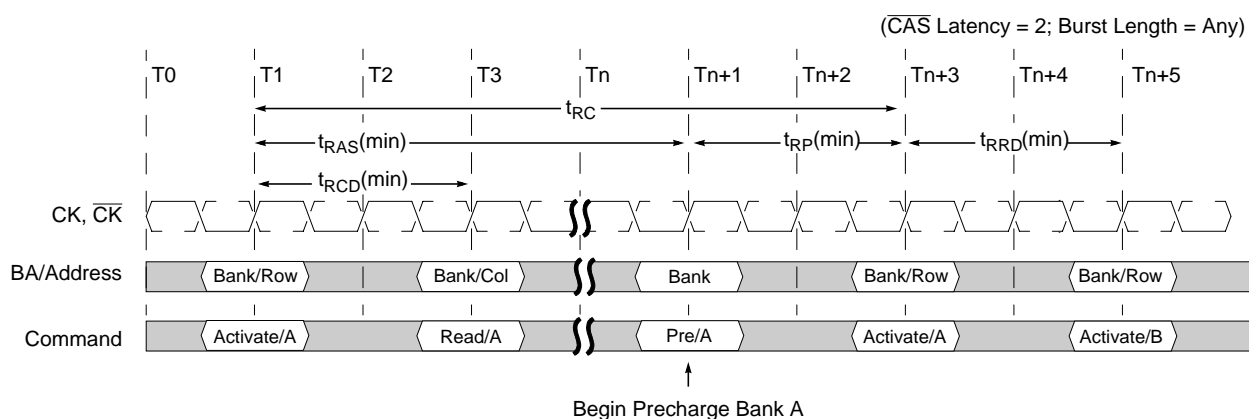 (C̅A̅S̅ Latency = 2; Burst Length = Any)
T0 T1 T2 T3 Tn Tn+1 Tn+2 Tn+3 Tn+4 Tn+5
tRC
tRAS(min) tRP(min) tRRD(min)
tRCD(min)
CK, C̅K̅
BA/Address Bank/Row Bank/Col Bank Bank/Row Bank/Row
Command Activate/A Read/A Pre/A Activate/A Activate/B
Begin Precharge Bank A